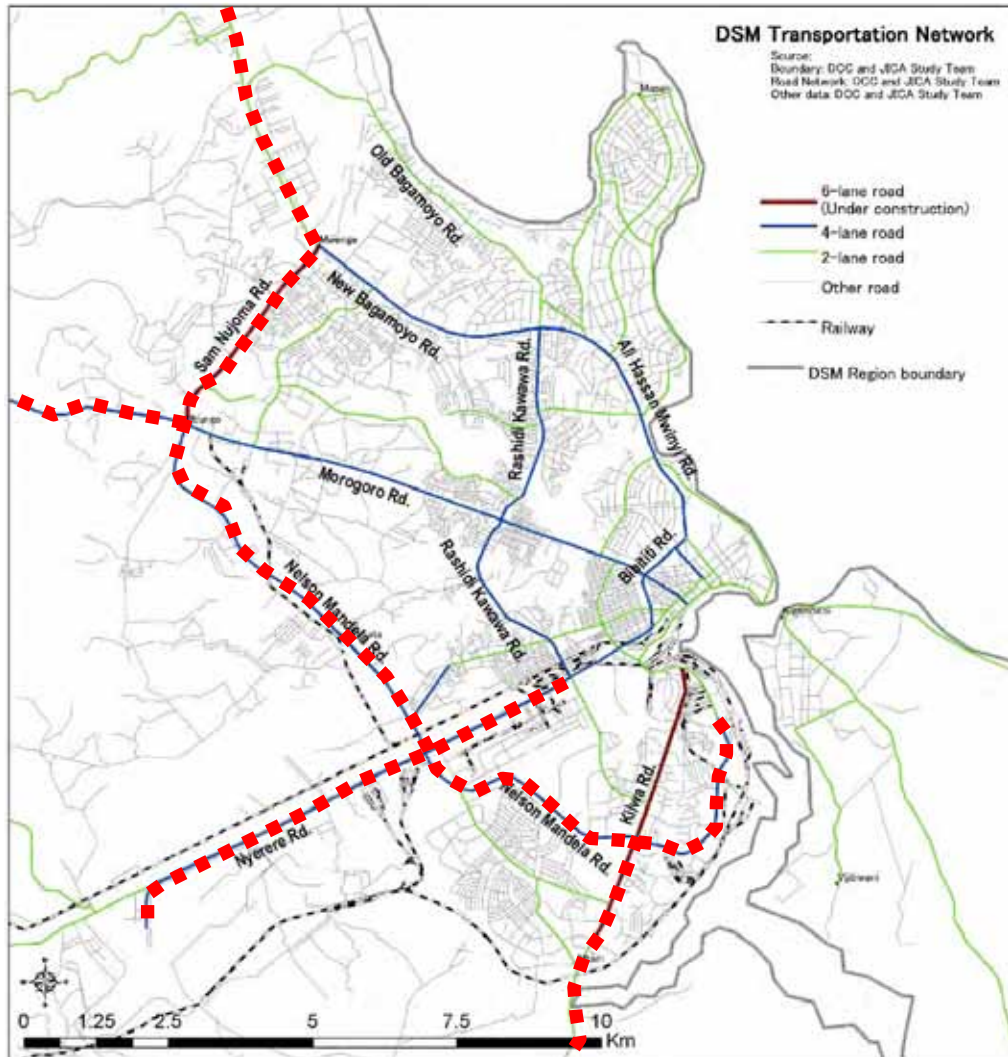 DSM Transportation Network
Source:
Boundary: DCC and JICA Study Team
Road Network: DCC and JICA Study Team
Other data: DCC and JICA Study Team
6-lane road
(Under construction)
4-lane road
2-lane road
Other road
Railway
DSM Region boundary
Old Bagamoyo Rd.
Mwenge
New Bagamoyo Rd.
Sam Nujoma Rd.
Ali Hassan Mwinyi Rd.
Rashidi Kawawa Rd.
Ubungo
Morogoro Rd.
Bibititi Rd.
Rashidi Kawawa Rd.
Nelson Mandela Rd.
Kilwa Rd.
Nelson Mandela Rd.
Nyerere Rd.
0 1.25 2.5 5 7.5 10
Km